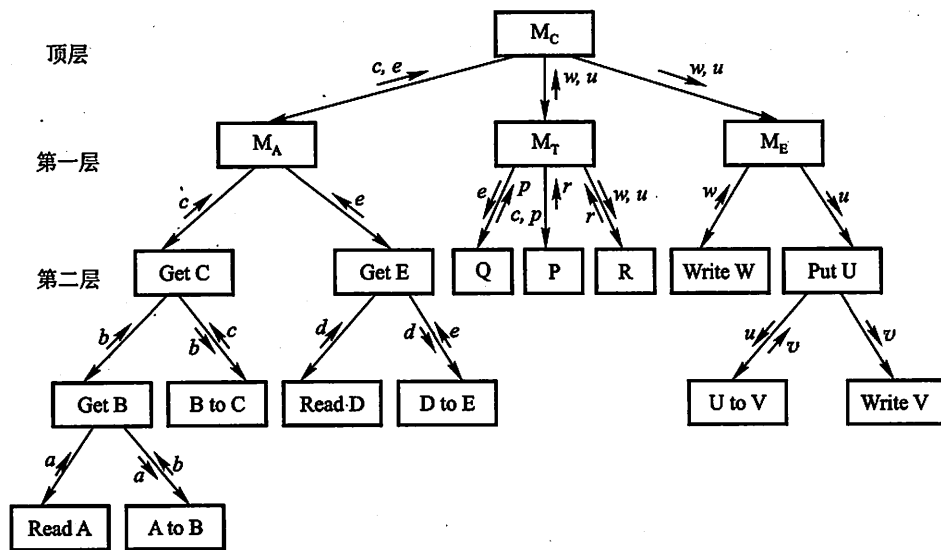 顶层
M_C
c, e
w, u
w, u
第一层
M_A
M_T
M_E
c
e
e
p
c, p
r
r
w, u
w
u
第二层
Get C
Get E
Q
P
R
Write W
Put U
b
b
c
d
d
e
u
v
v
Get B
B to C
Read D
D to E
U to V
Write V
a
a
b
Read A
A to B